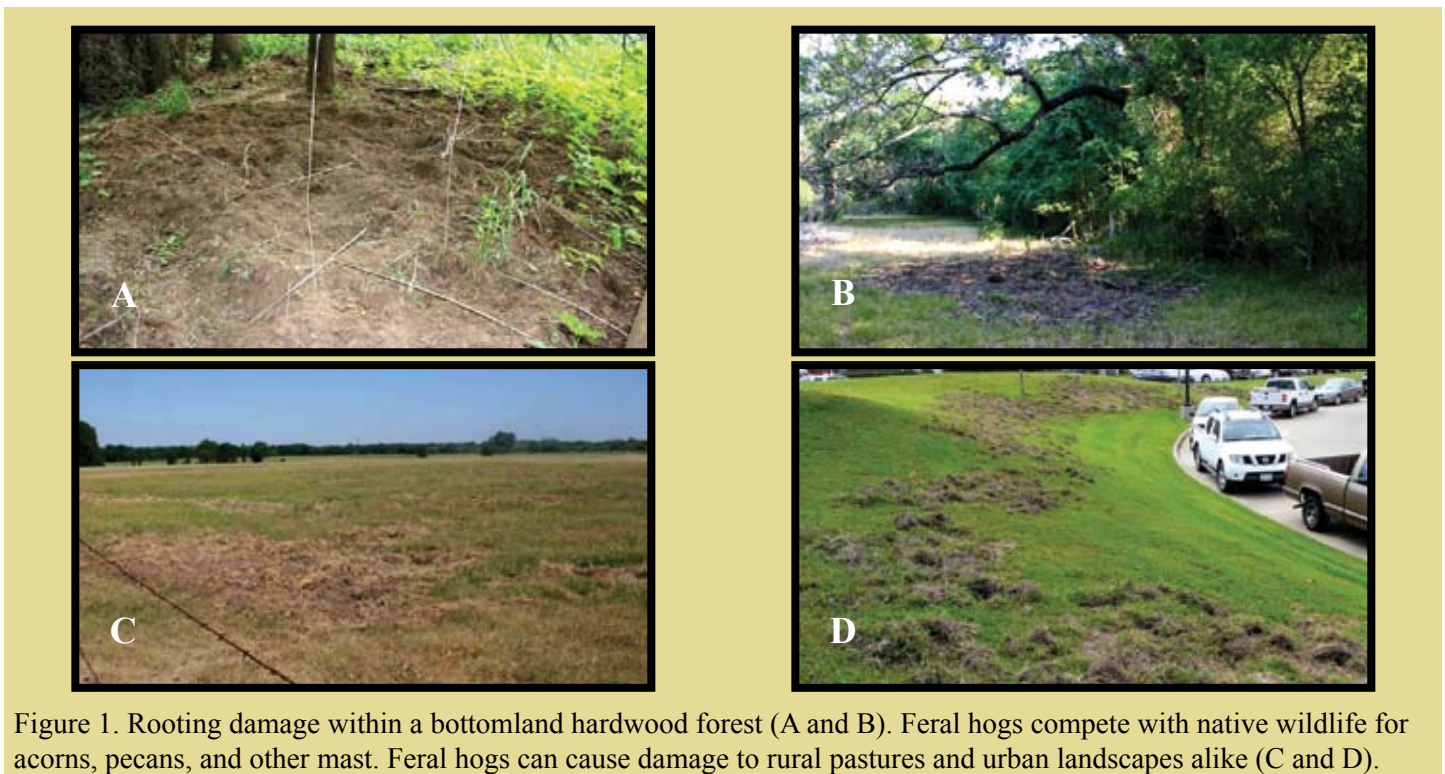 A
B
C
D
Figure 1. Rooting damage within a bottomland hardwood forest (A and B). Feral hogs compete with native wildlife for
acorns, pecans, and other mast. Feral hogs can cause damage to rural pastures and urban landscapes alike (C and D).